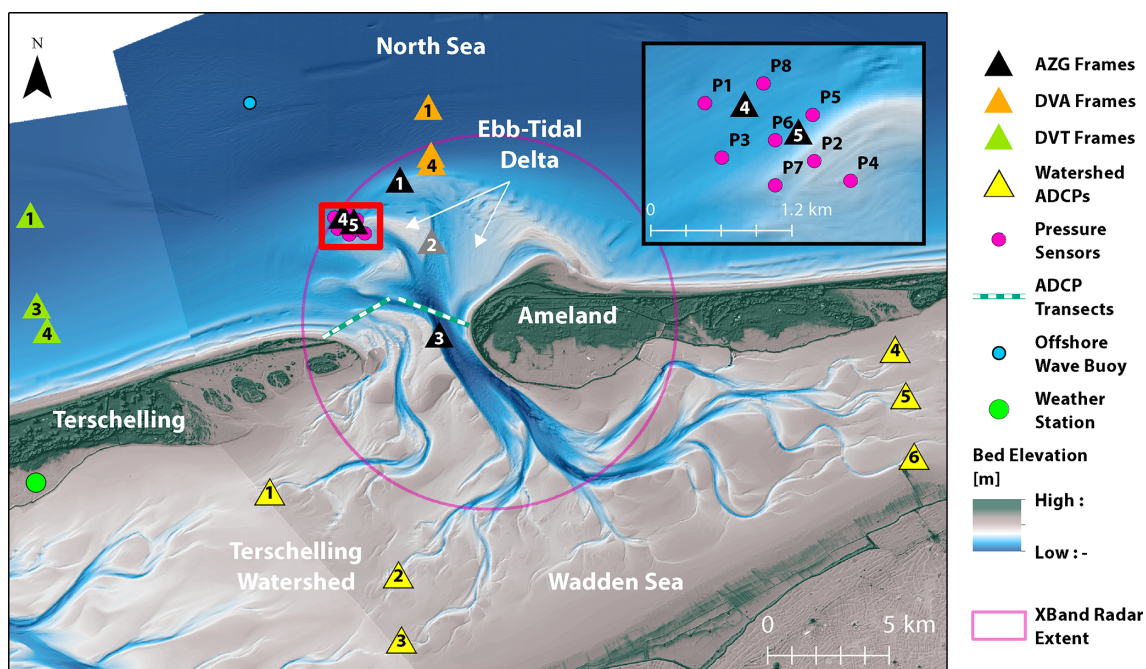 N
North Sea
Ebb-Tidal
Delta
1
4
1
4
5
2
3
1
3
4
Ameland
Terschelling
Terschelling
Watershed
Wadden Sea
1
2
3
4
5
6
0
5 km
P8
P1
4
P5
P6
5
P3
P2
P7
P4
0
1.2 km
AZG Frames
DVA Frames
DVT Frames
Watershed
ADCPs
Pressure
Sensors
ADCP
Transects
Offshore
Wave Buoy
Weather
Station
Bed Elevation
[m]
High :
Low : -
XBand Radar
Extent